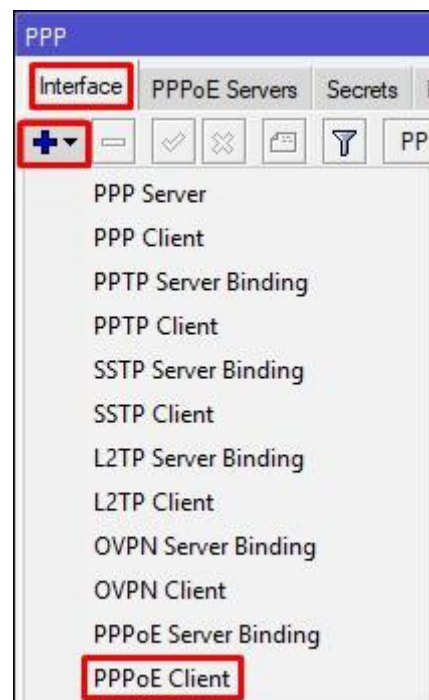 PPP
Interface PPPoE Servers Secrets
PP
PPP Server
PPP Client
PPTP Server Binding
PPTP Client
SSTP Server Binding
SSTP Client
L2TP Server Binding
L2TP Client
OVPN Server Binding
OVPN Client
PPPoE Server Binding
PPPoE Client